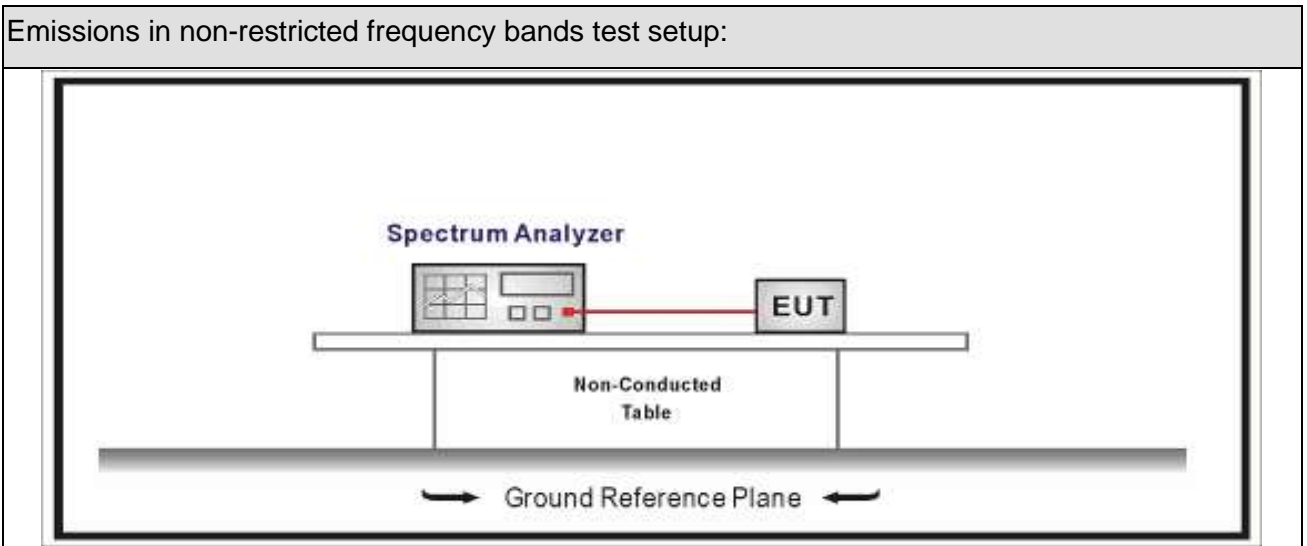 Emissions in non-restricted frequency bands test setup:
Spectrum Analyzer
EUT
Non-Conducted
Table
Ground Reference Plane